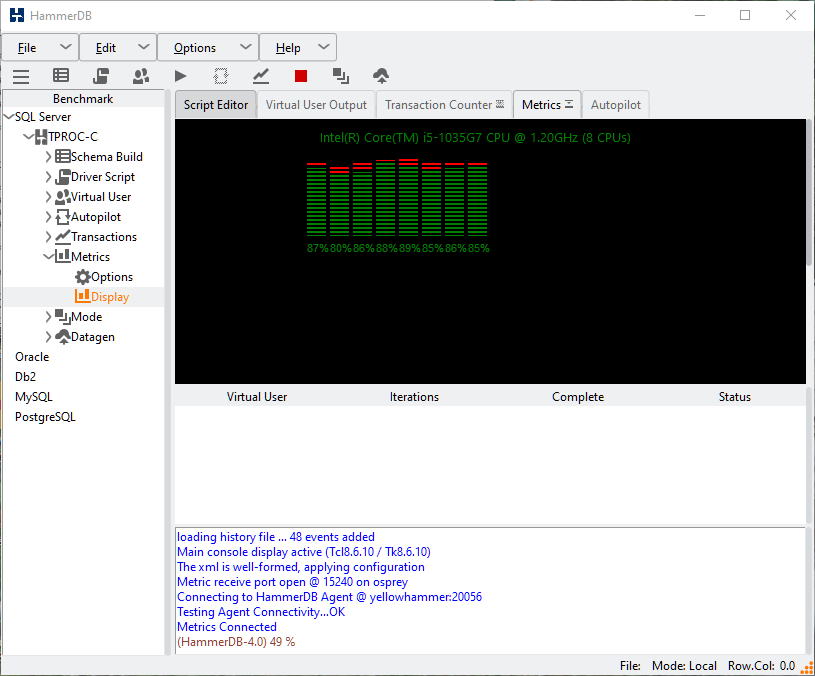 HammerDB
File Edit Options Help
Benchmark
SQL Server
TPROC-C
Schema Build
Driver Script
Virtual User
Autopilot
Transactions
Metrics
Options
Display
Mode
Datagen
Oracle
Db2
MySQL
PostgreSQL
Script Editor Virtual User Output Transaction Counter Metrics Autopilot
Intel(R) Core(TM) i5-1035G7 CPU @ 1.20GHz (8 CPUs)
87% 80% 86% 88% 89% 85% 86% 85%
Virtual User Iterations Complete Status
loading history file ... 48 events added
Main console display active (Tcl8.6.10 / Tk8.6.10)
The xml is well-formed, applying configuration
Metric receive port open @ 15240 on osprey
Connecting to HammerDB Agent @ yellowhammer:20056
Testing Agent Connectivity...OK
Metrics Connected
(HammerDB-4.0) 49 %
File: Mode: Local Row.Col: 0.0